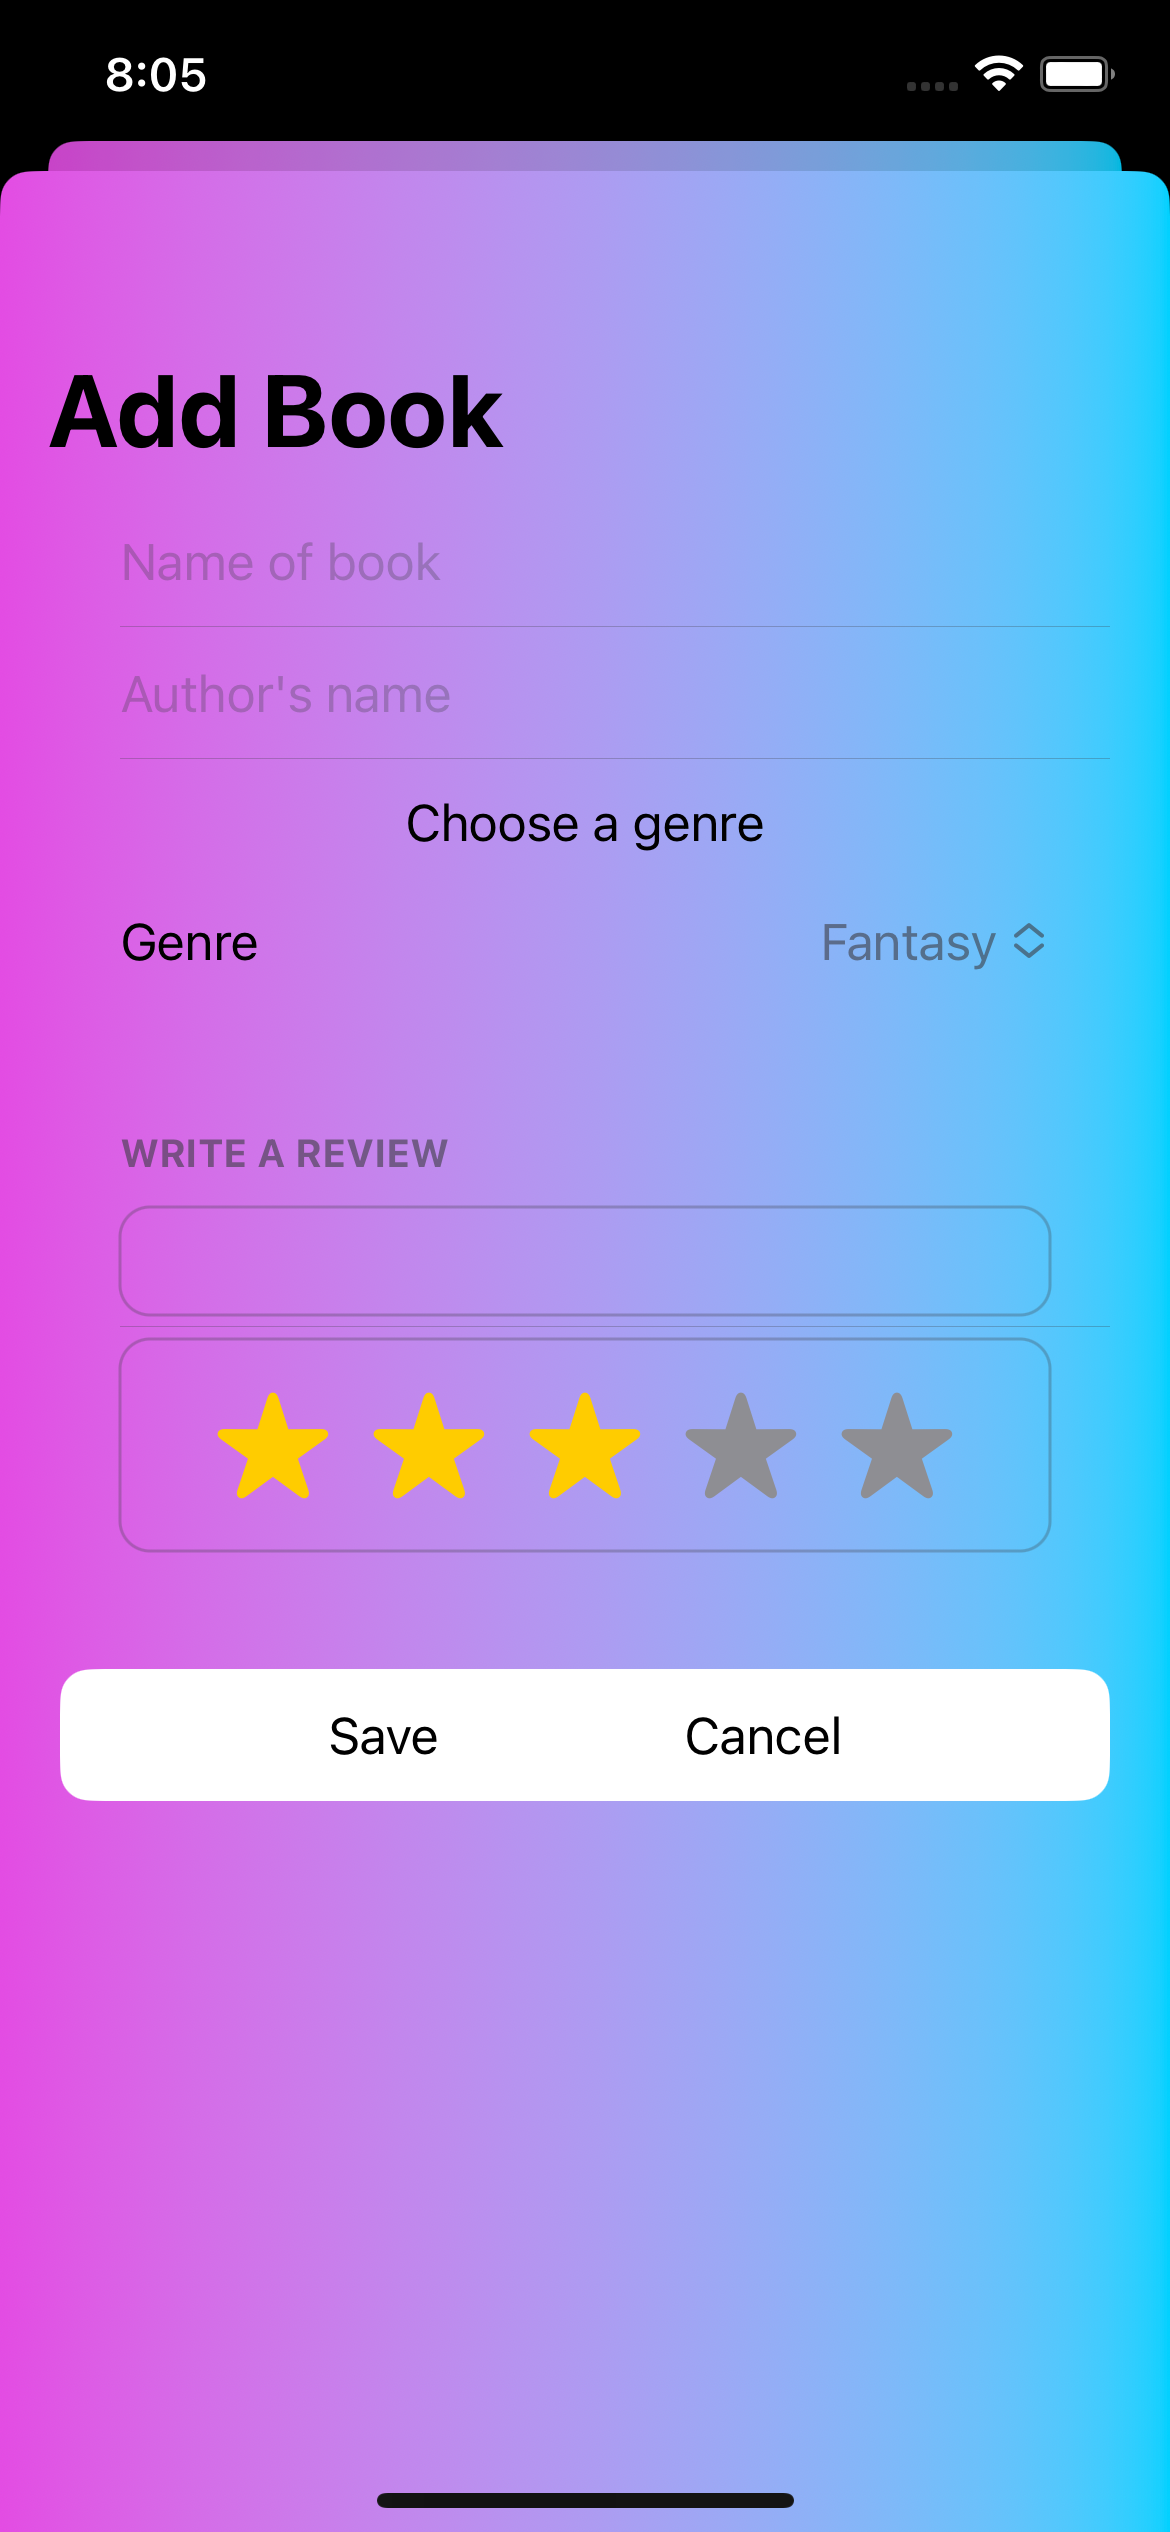 8:05
Add Book
Name of book
Author's name
Choose a genre
Genre
Fantasy
WRITE A REVIEW
Save
Cancel